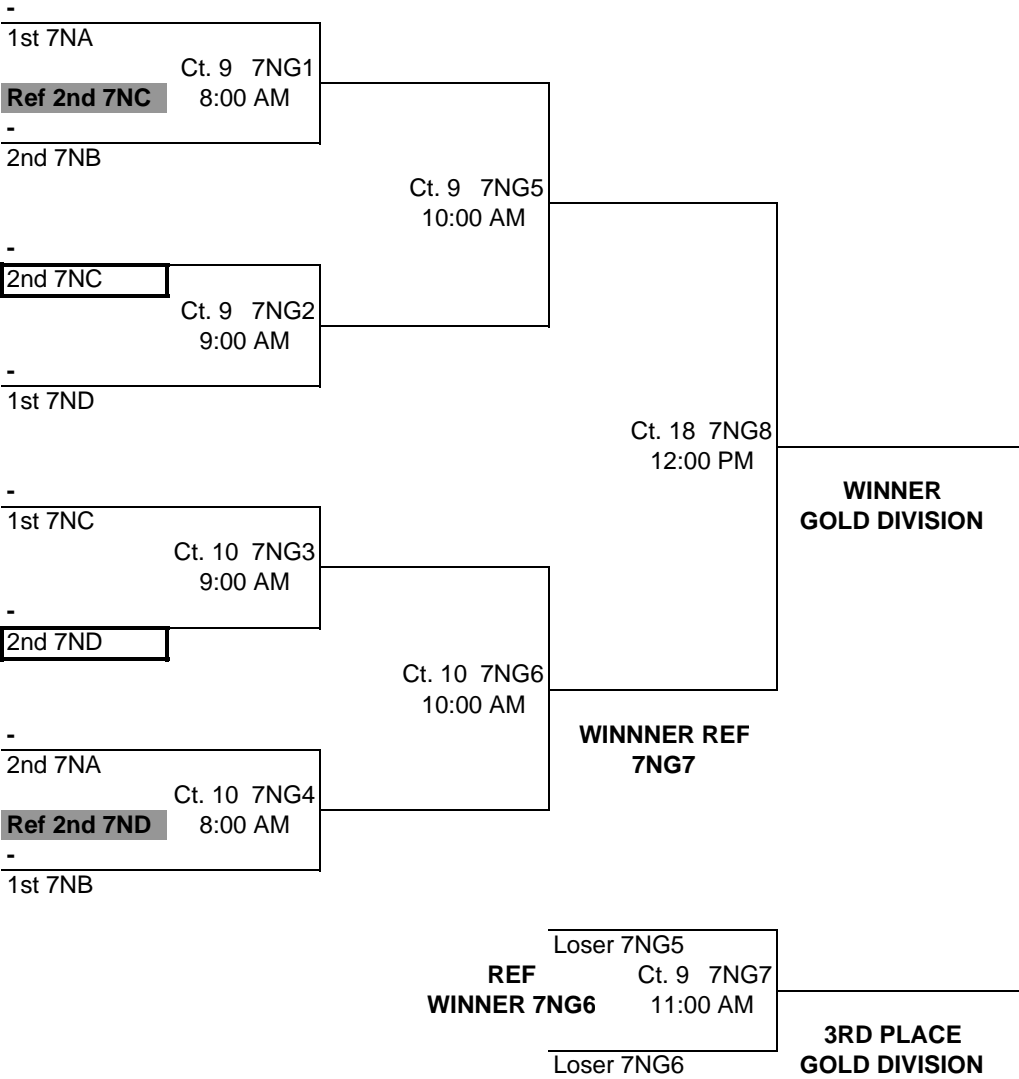 -
1st 7NA
Ct. 9 7NG1
Ref 2nd 7NC 8:00 AM
-
2nd 7NB
Ct. 9 7NG5
10:00 AM
-
2nd 7NC
Ct. 9 7NG2
9:00 AM
-
1st 7ND
Ct. 18 7NG8
12:00 PM
-
WINNER
1st 7NC
GOLD DIVISION
Ct. 10 7NG3
9:00 AM
-
2nd 7ND
Ct. 10 7NG6
10:00 AM
-
WINNNER REF
2nd 7NA
7NG7
Ct. 10 7NG4
Ref 2nd 7ND 8:00 AM
-
1st 7NB
Loser 7NG5
REF
Ct. 9 7NG7
WINNER 7NG6
11:00 AM
3RD PLACE
Loser 7NG6
GOLD DIVISION